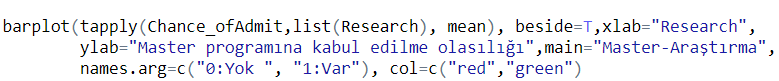 barplot(tapply(Chance_ofAdmit,list(Research), mean), beside=T,xlab="Research",
ylab="Master programına kabul edilme olasılığı",main="Master-Araştırma",
names.arg=c("0:Yok ", "1:Var"), col=c("red","green")